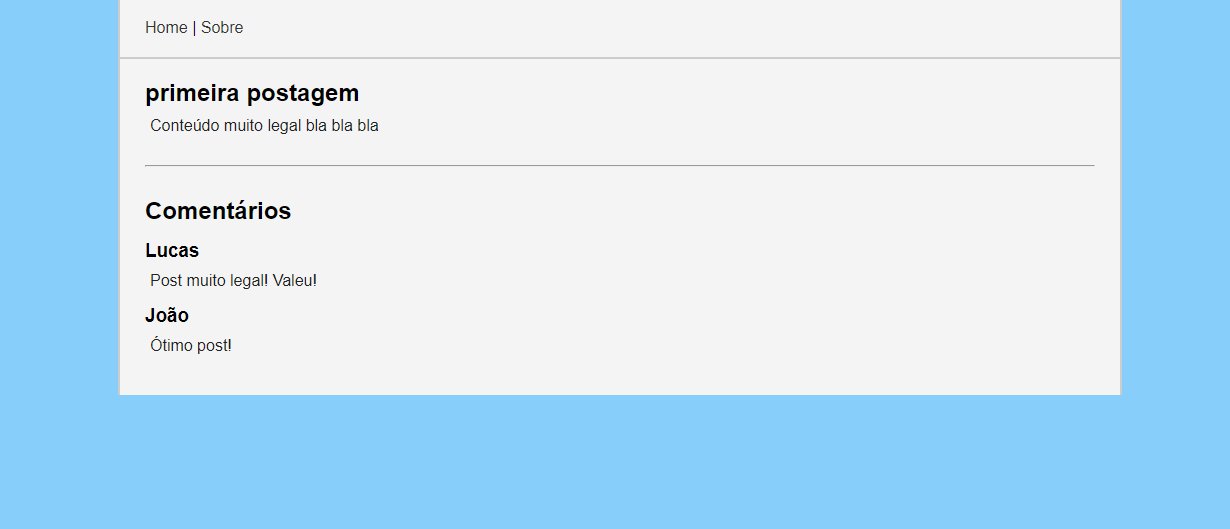 Home | Sobre
primeira postagem
Conteúdo muito legal bla bla bla
Comentários
Lucas
Post muito legal! Valeu!
João
Ótimo post!